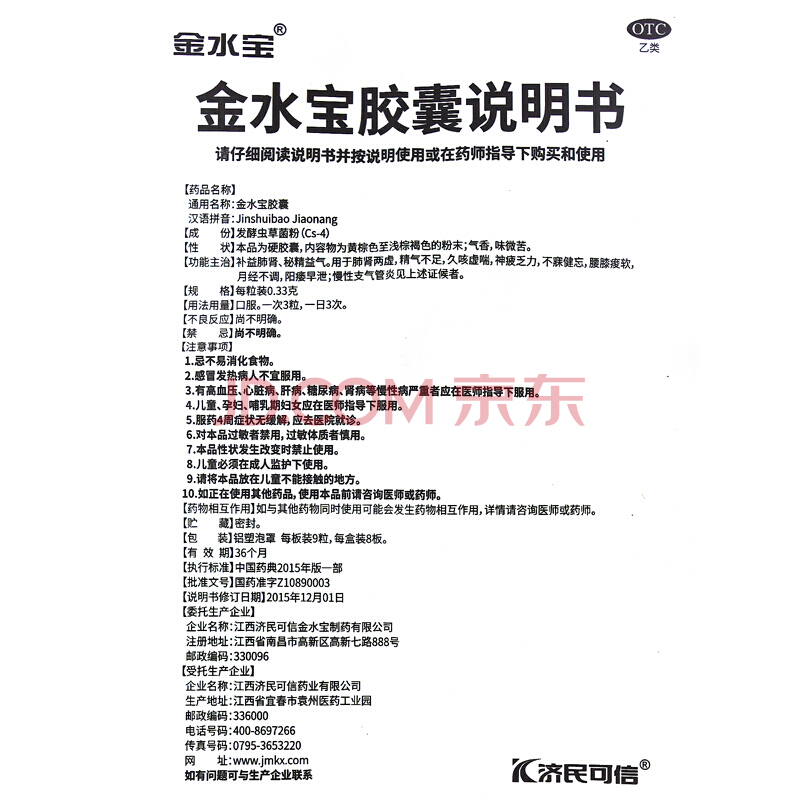 金水宝®
OTC
乙类
金水宝胶囊说明书
请仔细阅读说明书并按说明使用或在药师指导下购买和使用
【药品名称】
通用名称:金水宝胶囊
汉语拼音:Jinshuibao Jiaonang
【成 份】发酵虫草菌粉(Cs-4)
【性 状】本品为硬胶囊,内容物为黄棕色至浅棕褐色的粉末;气香,味微苦。
【功能主治】补益肺肾、秘精益气。用于肺肾两虚,精气不足,久咳虚喘,神疲乏力,不寐健忘,腰膝痠软,
月经不调,阳痿早泄;慢性支气管炎见上述证候者。
【规 格】每粒装0.33克
【用法用量】口服。一次3粒,一日3次。
【不良反应】尚不明确。
【禁 忌】尚不明确。
【注意事项】
1.忌不易消化食物。
2.感冒发热病人不宜服用。
3.有高血压、心脏病、肝病、糖尿病、肾病等慢性病严重者应在医师指导下服用。
JD.COM 京东
4.儿童、孕妇、哺乳期妇女应在医师指导下服用。
5.服药4周症状无缓解,应去医院就诊。
6.对本品过敏者禁用,过敏体质者慎用。
7.本品性状发生改变时禁止使用。
8.儿童必须在成人监护下使用。
9.请将本品放在儿童不能接触的地方。
10.如正在使用其他药品,使用本品前请咨询医师或药师。
【药物相互作用】如与其他药物同时使用可能会发生药物相互作用,详情请咨询医师或药师。
【贮 藏】密封。
【包 装】铝塑泡罩 每板装9粒,每盒装8板。
【有 效 期】36个月
【执行标准】中国药典2015年版一部
【批准文号】国药准字Z10890003
【说明书修订日期】2015年12月01日
【委托生产企业】
企业名称:江西济民可信金水宝制药有限公司
注册地址:江西省南昌市高新区高新七路888号
邮政编码:330096
【受托生产企业】
企业名称:江西济民可信药业有限公司
生产地址:江西省宜春市袁州医药工业园
邮政编码:336000
电话号码:400-8697266
传真号码:0795-3653220
网 址:www.jmkx.com
如有问题可与生产企业联系
济民可信®